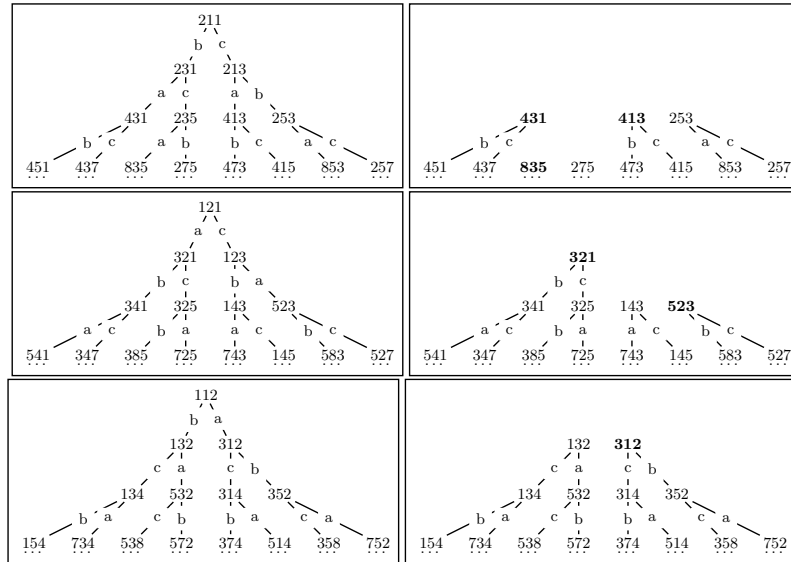 211
b c
231 213
a c a b
431 235 413 253
b c a b b c a c
451 437 835 275 473 415 853 257
... ... ... ... ... ... ... ...
431 413 253
b c b c a c
451 437 835 275 473 415 853 257
... ... ... ... ... ... ... ...
121
a c
321 123
b c b a
341 325 143 523
a c b a a c b c
541 347 385 725 743 145 583 527
... ... ... ... ... ... ... ...
321
b c
341 325 143 523
a c b a a c b c
541 347 385 725 743 145 583 527
... ... ... ... ... ... ... ...
112
b a
132 312
c a c b
134 532 314 352
b a c b b a c a
154 734 538 572 374 514 358 752
... ... ... ... ... ... ... ...
132 312
c a c b
134 532 314 352
b a c b b a c a
154 734 538 572 374 514 358 752
... ... ... ... ... ... ... ...